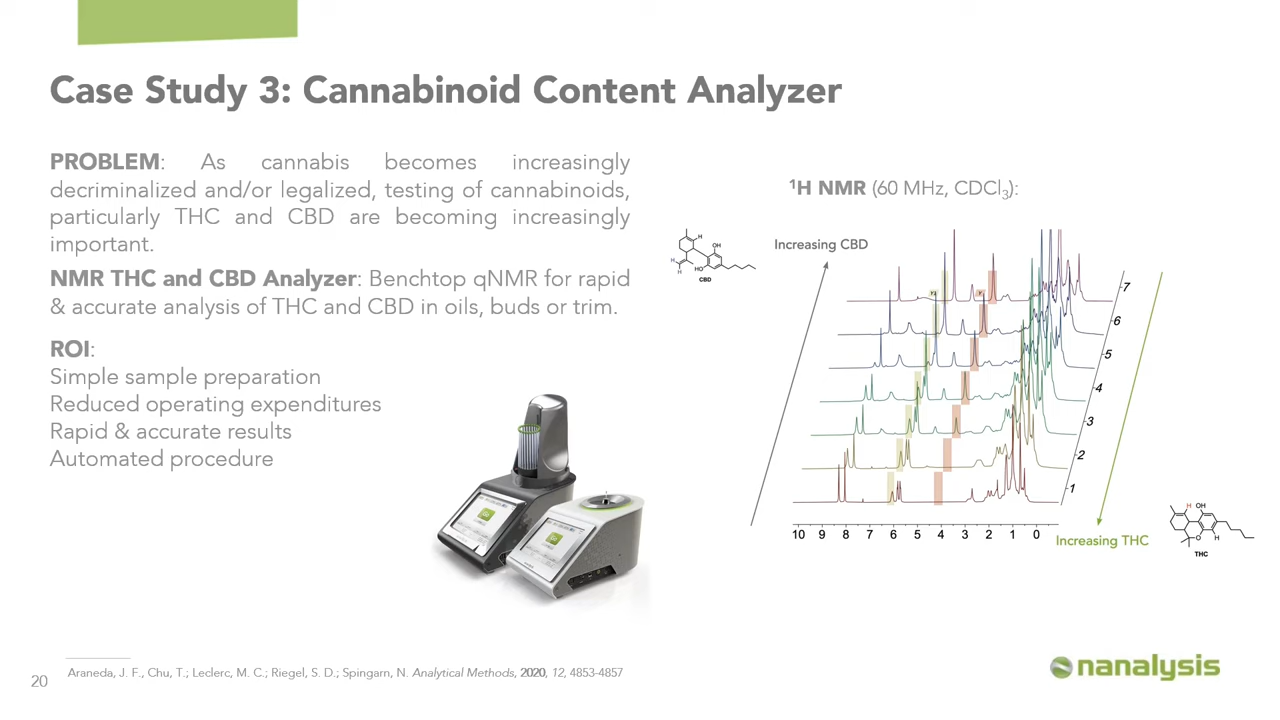 Case Study 3: Cannabinoid Content Analyzer
PROBLEM: As cannabis becomes increasingly
decriminalized and/or legalized, testing of cannabinoids,
particularly THC and CBD are becoming increasingly
important.
NMR THC and CBD Analyzer: Benchtop qNMR for rapid
& accurate analysis of THC and CBD in oils, buds or trim.
ROI:
Simple sample preparation
Reduced operating expenditures
Rapid & accurate results
Automated procedure
¹H NMR (60 MHz, CDCl₃):
Increasing CBD
H
OH
HO
H
H
CBD
7
6
5
4
3
2
1
10 9 8 7 6 5 4 3 2 1 0
Increasing THC
H
OH
O
H
THC
Araneda, J. F., Chu, T.; Leclerc, M. C.; Riegel, S. D.; Spingarn, N. Analytical Methods, 2020, 12, 4853-4857
20
nanalysis